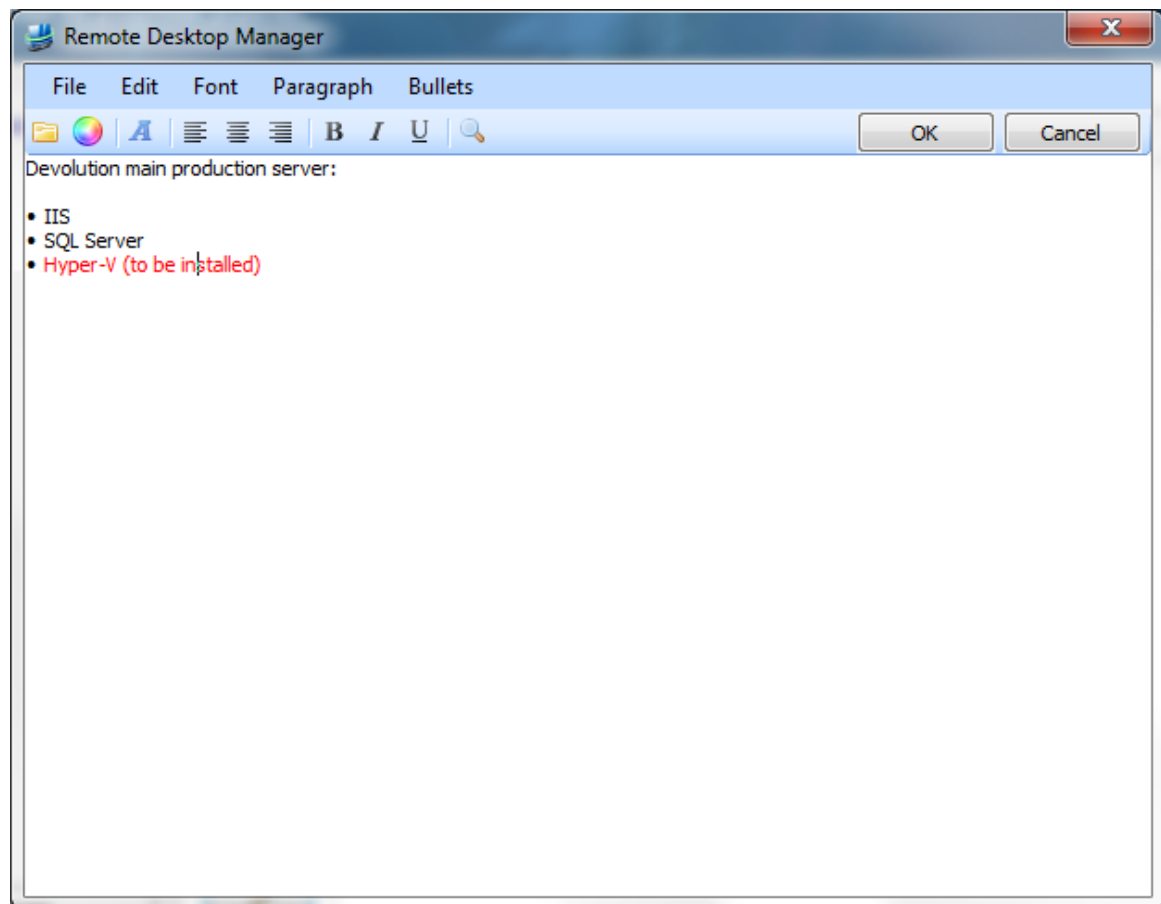 Remote Desktop Manager
File Edit Font Paragraph Bullets
A B I U OK Cancel
Devolution main production server:
• IIS
• SQL Server
• Hyper-V (to be installed)